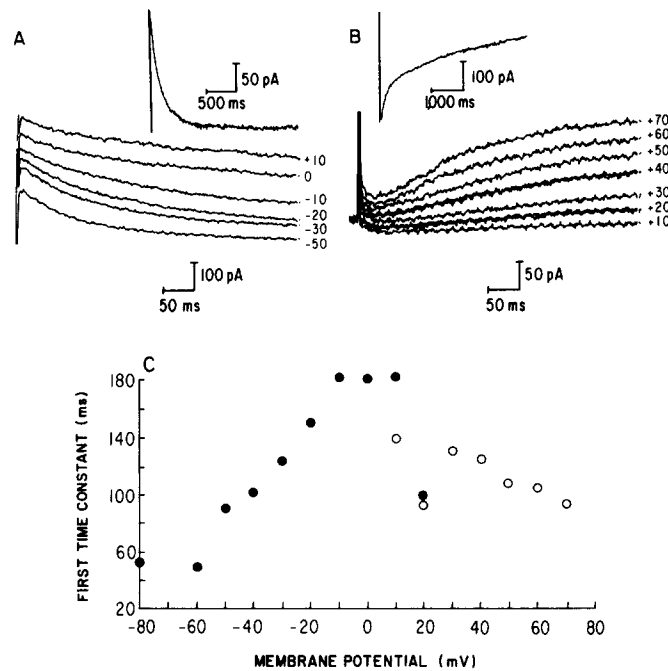 A
50 pA
500 ms
+10
0
-10
-20
-30
-50
100 pA
50 ms
B
100 pA
1000 ms
+70
+60
+50
+40
+30
+20
+10
50 pA
50 ms
C
180
140
100
60
20
FIRST TIME CONSTANT (ms)
-80 -60 -40 -20 0 20 40 60 80
MEMBRANE POTENTIAL (mV)